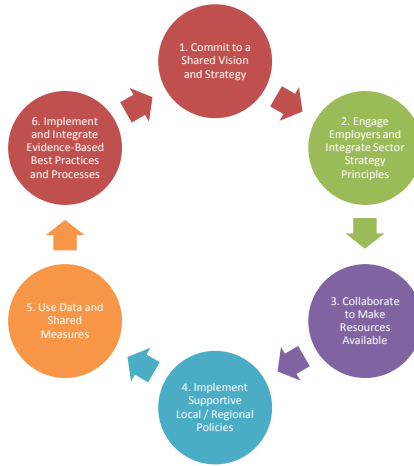 1. Commit to a
Shared Vision
and Strategy
2. Engage
Employers and
Integrate Sector
Strategy
Principles
3. Collaborate
to Make
Resources
Available
4. Implement
Supportive
Local / Regional
Policies
5. Use Data and
Shared
Measures
6. Implement
and Integrate
Evidence-Based
Best Practices
and Processes